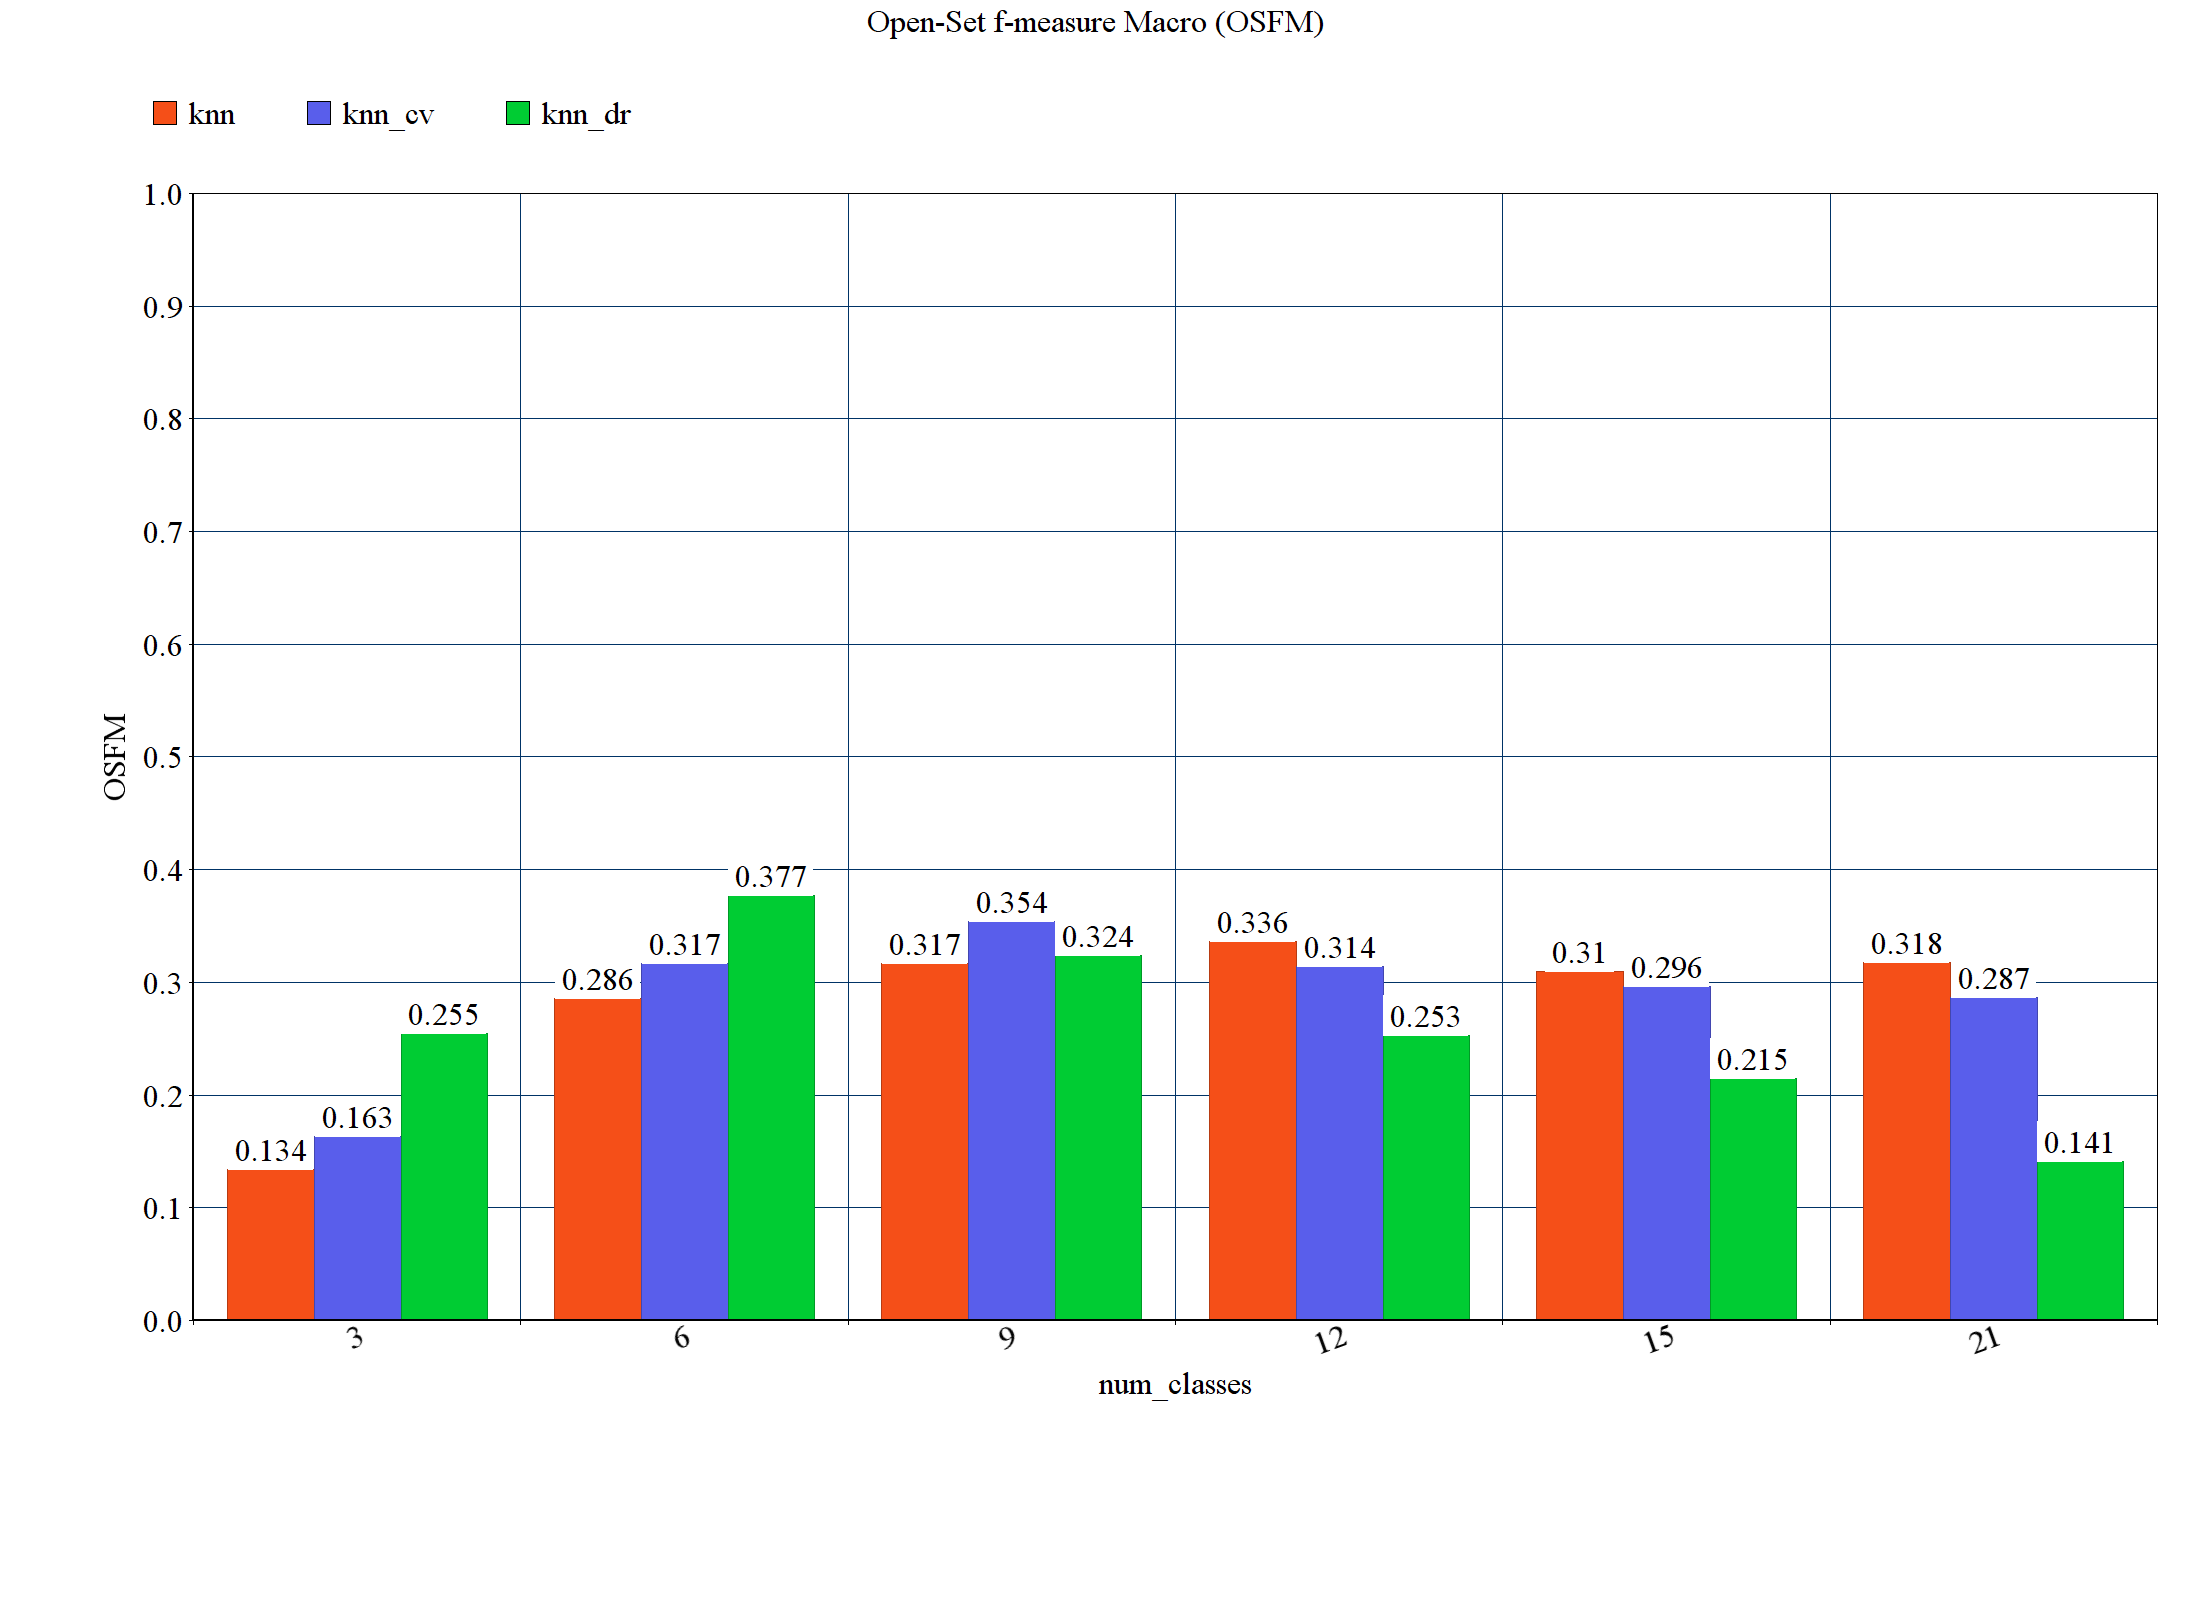 Open-Set f-measure Macro (OSFM)
knn knn_cv knn_dr
1.0
0.9
0.8
0.7
0.6
0.5
0.4
0.3
0.2
0.1
0.0
OSFM
0.134 0.163 0.255
0.286 0.317 0.377
0.317 0.354 0.324
0.336 0.314 0.253
0.31 0.296 0.215
0.318 0.287 0.141
3 6 9 12 15 21
num_classes